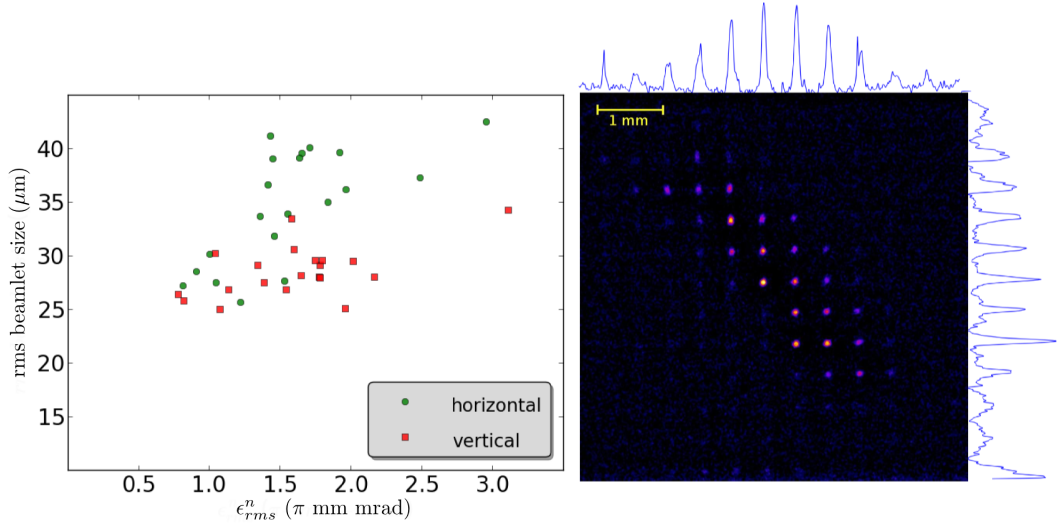 40
35
30
25
20
15
rms beamlet size (μm)
0.5 1.0 1.5 2.0 2.5 3.0
ϵⁿᵣₘₛ (π mm mrad)
horizontal
vertical
1 mm